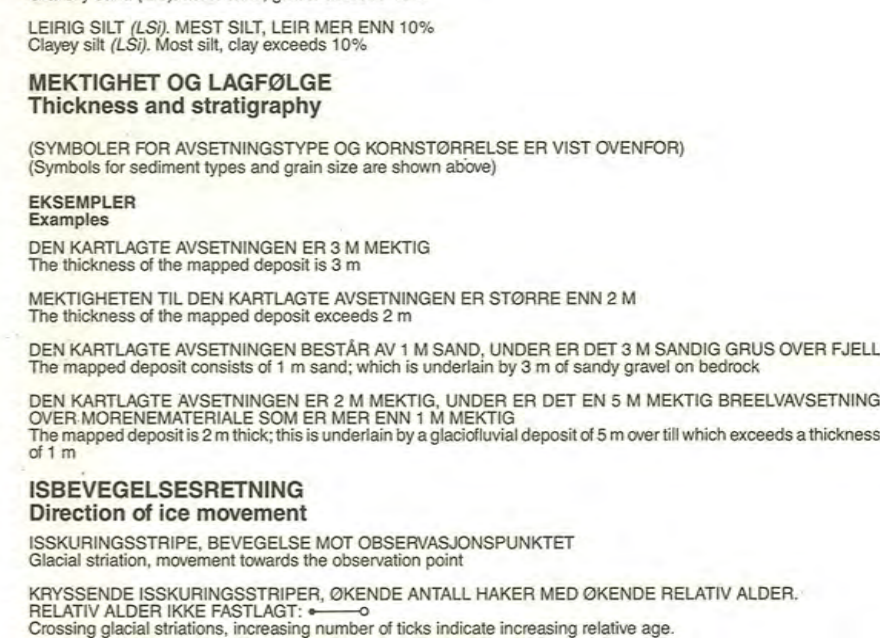 LEIRIG SILT (LSi). MEST SILT, LEIR MER ENN 10%
Clayey silt (LSi). Most silt, clay exceeds 10%
MEKTIGHET OG LAGFØLGE
Thickness and stratigraphy
(SYMBOLER FOR AVSETNINGSTYPE OG KORNSTØRRELSE ER VIST OVENFOR)
(Symbols for sediment types and grain size are shown above)
EKSEMPLER
Examples
DEN KARTLAGTE AVSETNINGEN ER 3 M MEKTIG
The thickness of the mapped deposit is 3 m
MEKTIGHETEN TIL DEN KARTLAGTE AVSETNINGEN ER STØRRE ENN 2 M
The thickness of the mapped deposit exceeds 2 m
DEN KARTLAGTE AVSETNINGEN BESTÅR AV 1 M SAND, UNDER ER DET 3 M SANDIG GRUS OVER FJELL
The mapped deposit consists of 1 m sand; which is underlain by 3 m of sandy gravel on bedrock
DEN KARTLAGTE AVSETNINGEN ER 2 M MEKTIG, UNDER ER DET EN 5 M MEKTIG BREELVAVSETNING
OVER MORENEMATERIALE SOM ER MER ENN 1 M MEKTIG
The mapped deposit is 2 m thick; this is underlain by a glaciofluvial deposit of 5 m over till which exceeds a thickness
of 1 m
ISBEVEGELSESRETNING
Direction of ice movement
ISSKURINGSSTRIPE, BEVEGELSE MOT OBSERVASJONSPUNKTET
Glacial striation, movement towards the observation point
KRYSSENDE ISSKURINGSSTRIPER, ØKENDE ANTALL HAKER MED ØKENDE RELATIV ALDER.
RELATIV ALDER IKKE FASTLAGT:
Crossing glacial striations, increasing number of ticks indicate increasing relative age.